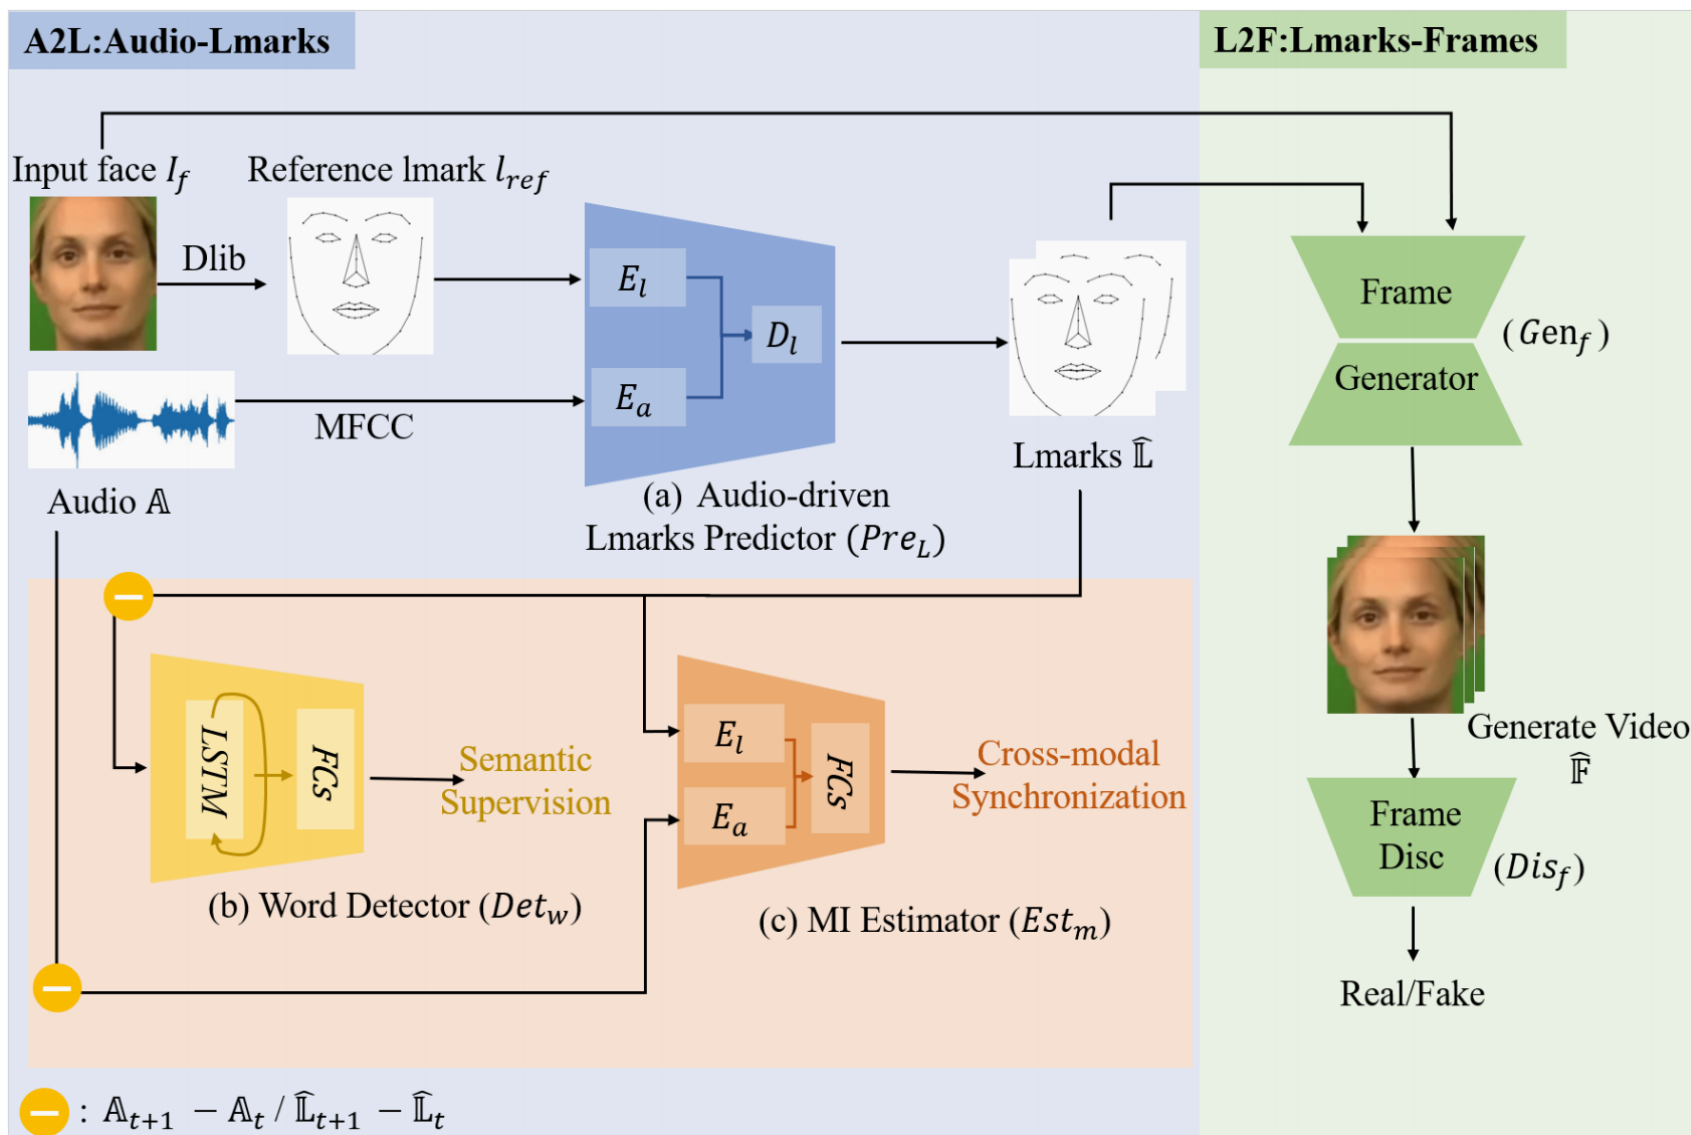 A2L:Audio-Lmarks
L2F:Lmarks-Frames
Input face I_f
Reference lmark l_ref
Dlib
E_l
D_l
E_a
MFCC
Audio 𝔸
(a) Audio-driven
Lmarks Predictor (Pre_L)
Lmarks 𝕃̂
Frame
Generator
(Gen_f)
LSTM
FCs
Semantic
Supervision
(b) Word Detector (Det_w)
E_l
E_a
FCs
Cross-modal
Synchronization
(c) MI Estimator (Est_m)
Generate Video
𝔽̂
Frame
Disc
(Dis_f)
Real/Fake
: 𝔸_{t+1} − 𝔸_t / 𝕃̂_{t+1} − 𝕃̂_t